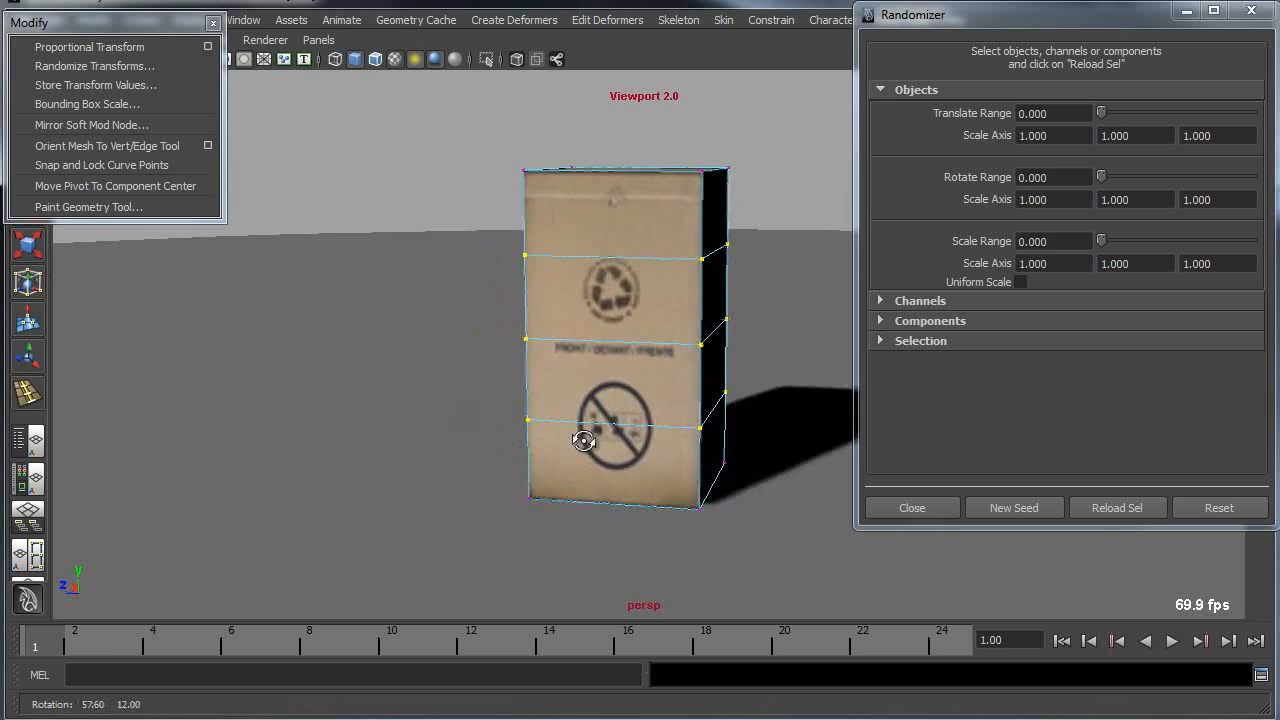 Modify
Window Assets Animate Geometry Cache Create Deformers Edit Deformers Skeleton Skin Constrain
Renderer Panels
Proportional Transform
Randomize Transforms...
Store Transform Values...
Bounding Box Scale...
Mirror Soft Mod Node...
Orient Mesh To Vert/Edge Tool
Snap and Lock Curve Points
Move Pivot To Component Center
Paint Geometry Tool...
Viewport 2.0
Randomizer
Select objects, channels or components
and click on "Reload Sel"
Objects
Translate Range 0.000
Scale Axis 1.000 1.000 1.000
Rotate Range 0.000
Scale Axis 1.000 1.000 1.000
Scale Range 0.000
Scale Axis 1.000 1.000 1.000
Uniform Scale
Channels
Components
Selection
Close New Seed Reload Sel Reset
y
z x
persp
69.9 fps
1 2 4 6 8 10 12 14 16 18 20 22 24 1.00
MEL
Rotation: 57.60 12.00